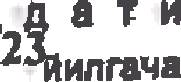 д а т и
23
йилгача